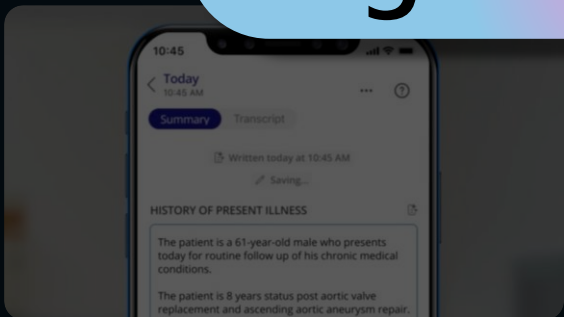 10:45
Today
10:45 AM
Summary Transcript
Written today at 10:45 AM
Saving...
HISTORY OF PRESENT ILLNESS
The patient is a 61-year-old male who presents
today for routine follow up of his chronic medical
conditions.
The patient is 8 years status post aortic valve
replacement and ascending aortic aneurysm repair.